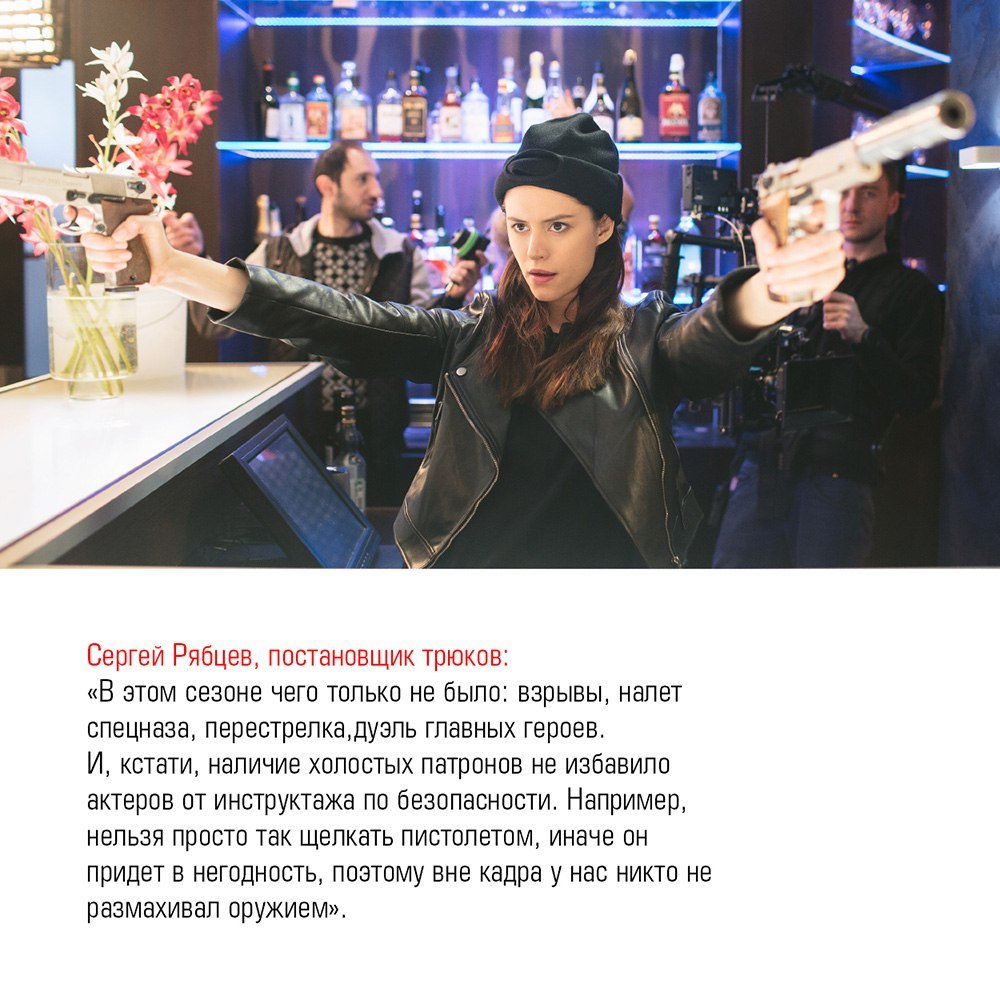 Сергей Рябцев, постановщик трюков:
«В этом сезоне чего только не было: взрывы, налет
спецназа, перестрелка,дуэль главных героев.
И, кстати, наличие холостых патронов не избавило
актеров от инструктажа по безопасности. Например,
нельзя просто так щелкать пистолетом, иначе он
придет в негодность, поэтому вне кадра у нас никто не
размахивал оружием».